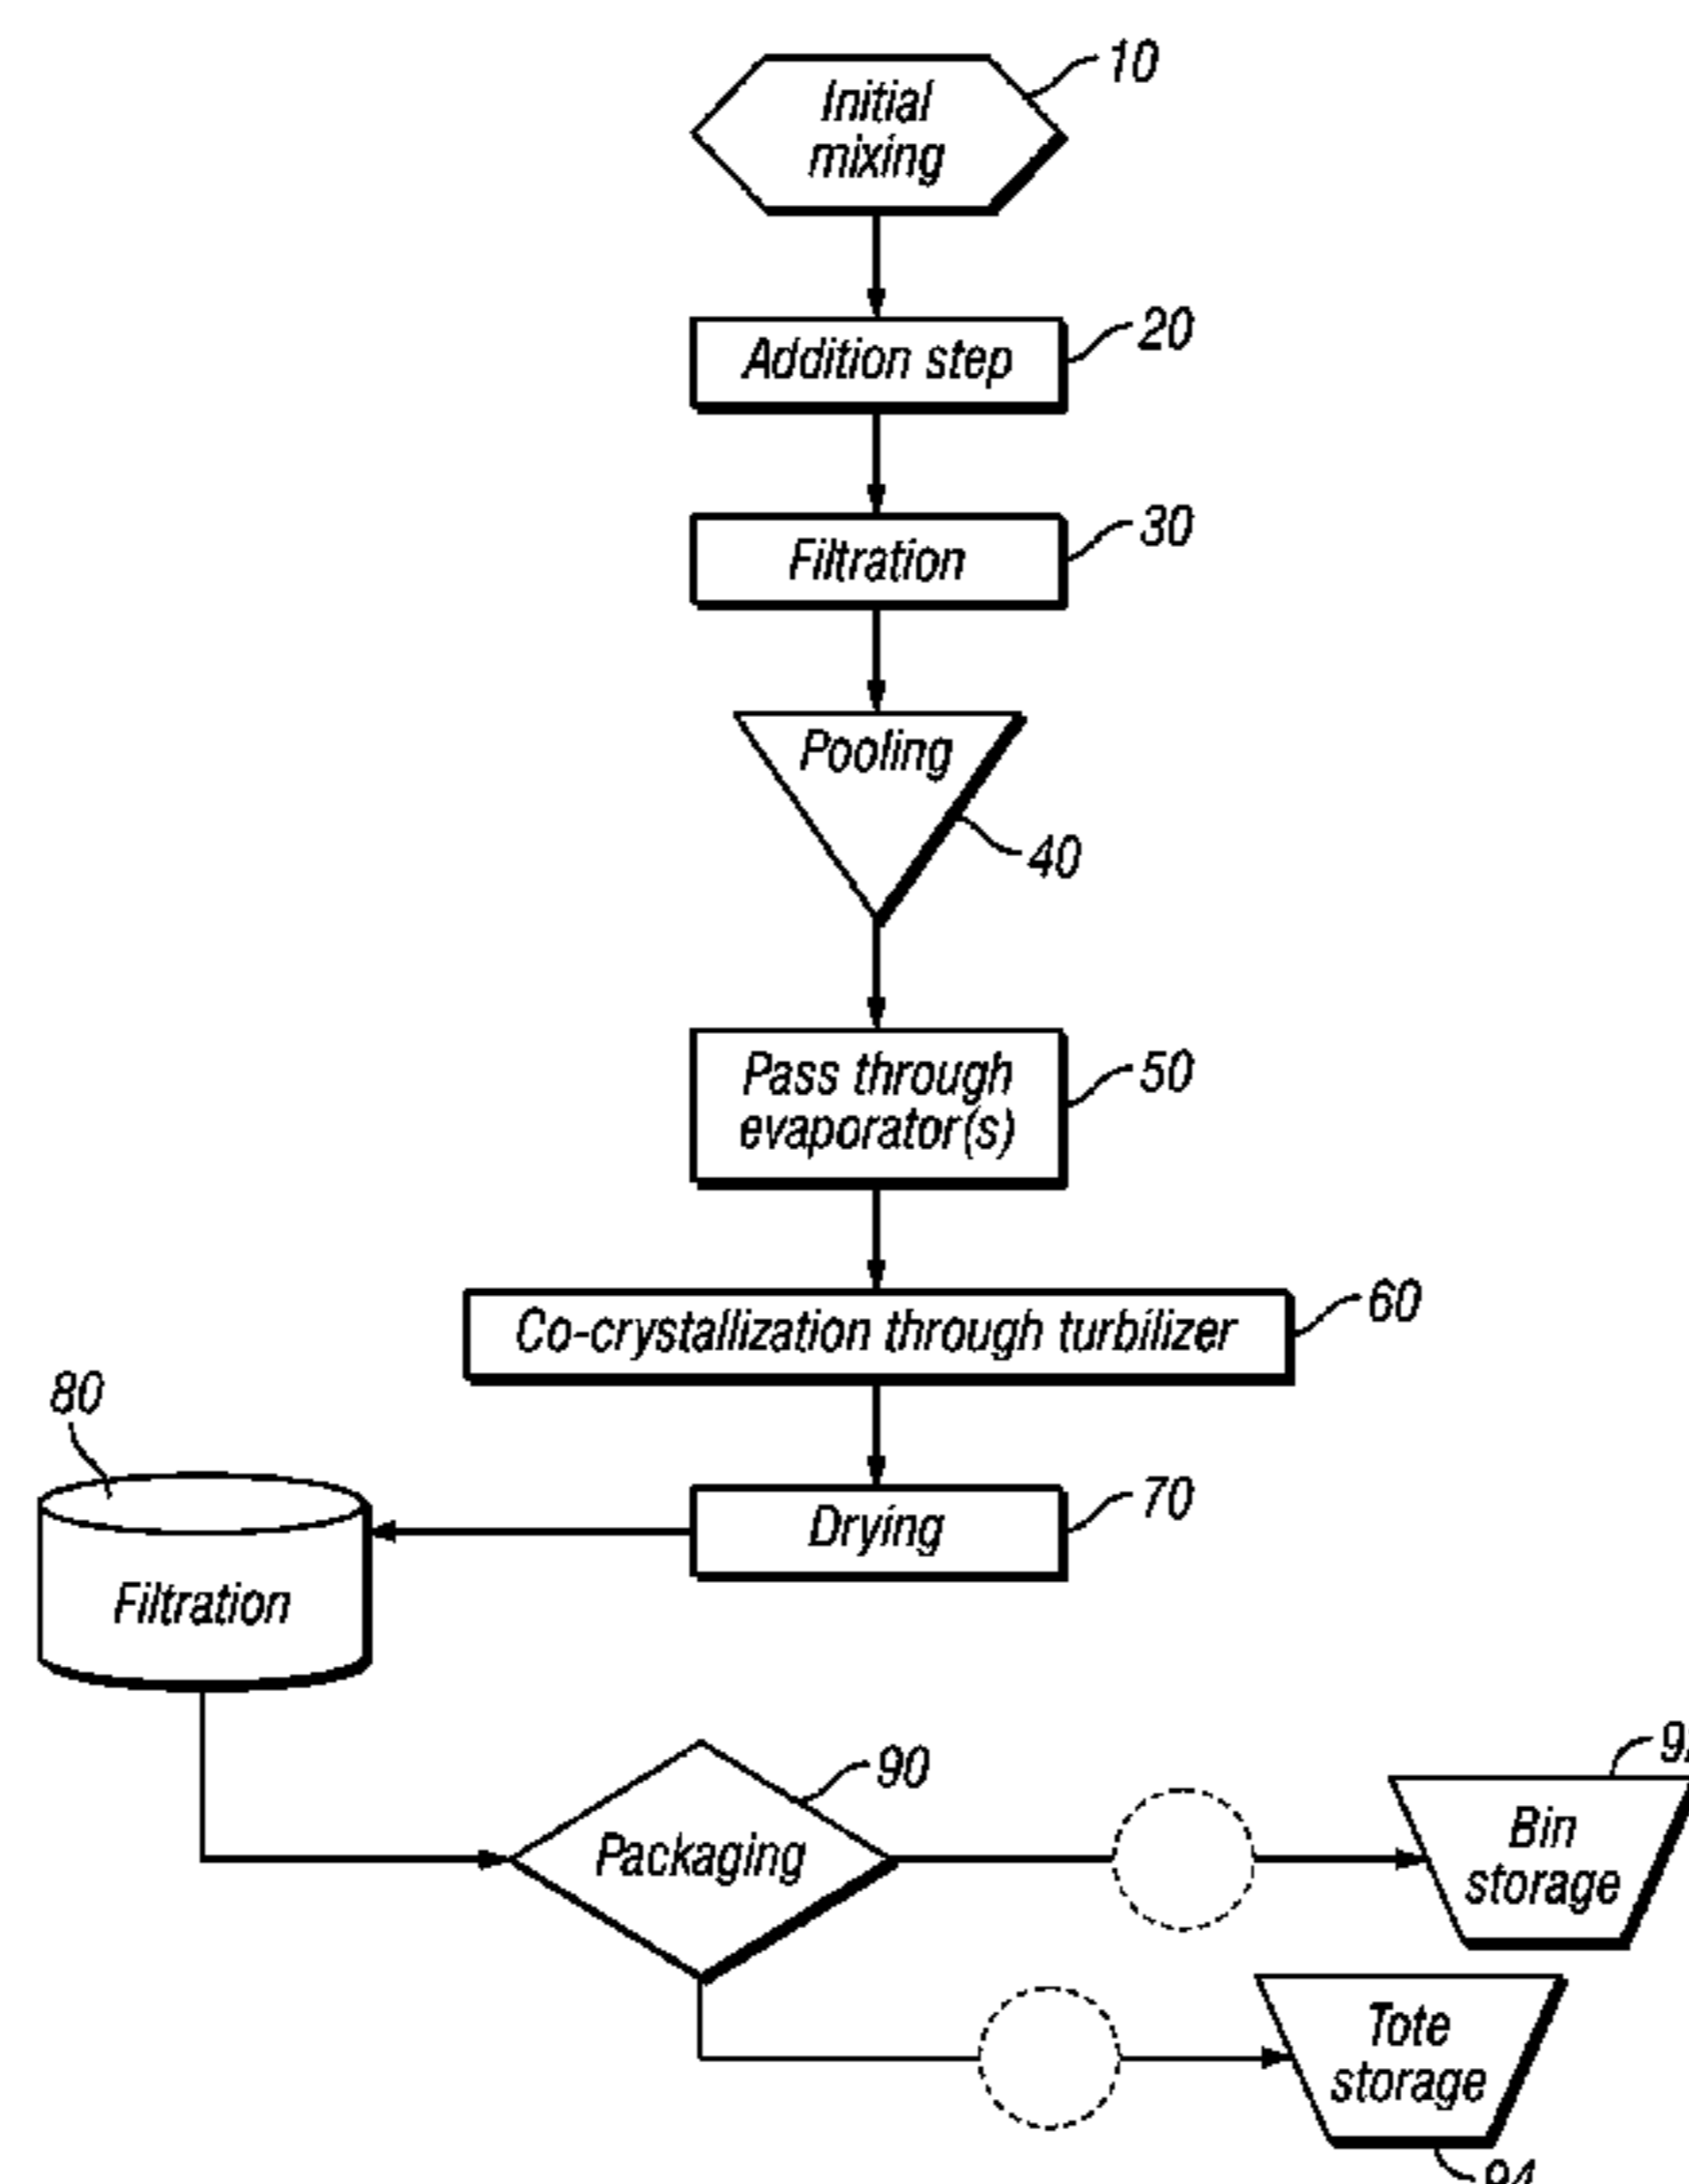 10
Initial
mixing
20
Addition step
30
Filtration
Pooling
40
50
Pass through
evaporator(s)
60
Co-crystallization through turbilizer
80
70
Drying
Filtration
90
Packaging
Bin
storage
Tote
storage
94